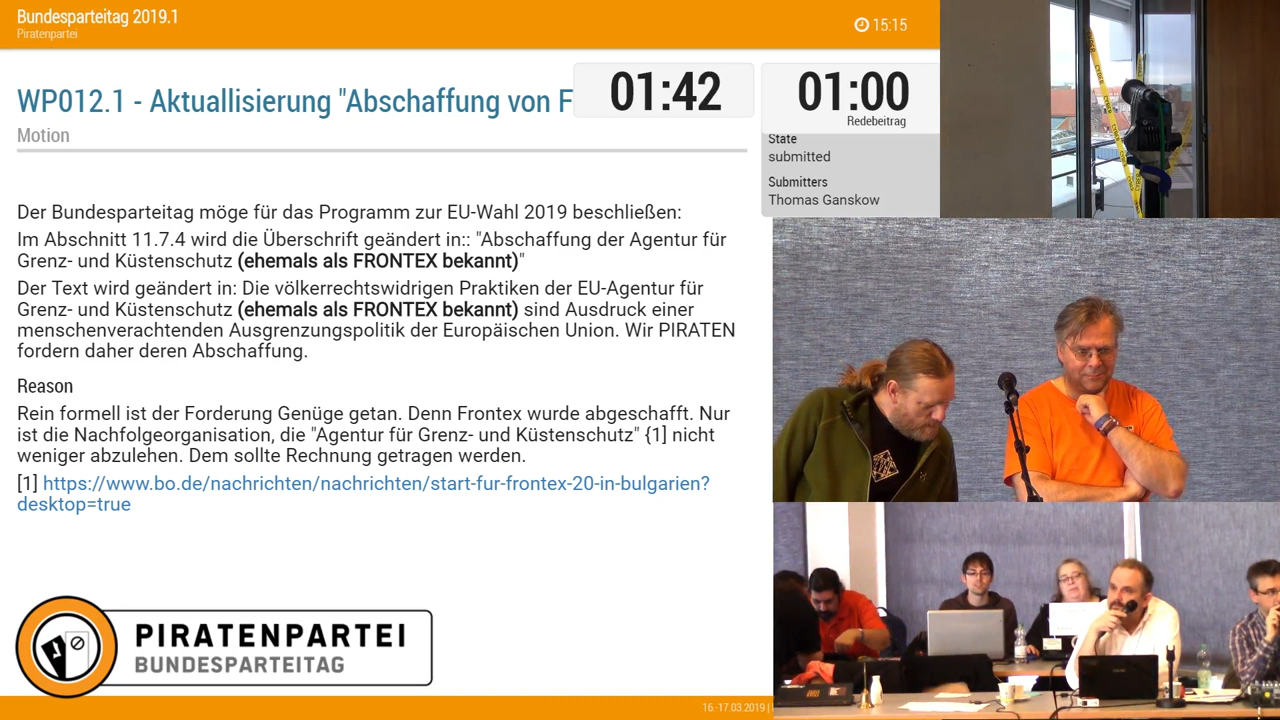 Bundesparteitag 2019.1
Piratenpartei
15:15
WP012.1 - Aktuallisierung "Abschaffung von F
01:42
01:00
Redebeitrag
Motion
State
submitted
Submitters
Thomas Ganskow
Der Bundesparteitag möge für das Programm zur EU-Wahl 2019 beschließen:
Im Abschnitt 11.7.4 wird die Überschrift geändert in:: "Abschaffung der Agentur für
Grenz- und Küstenschutz (ehemals als FRONTEX bekannt)"
Der Text wird geändert in: Die völkerrechtswidrigen Praktiken der EU-Agentur für
Grenz- und Küstenschutz (ehemals als FRONTEX bekannt) sind Ausdruck einer
menschenverachtenden Ausgrenzungspolitik der Europäischen Union. Wir PIRATEN
fordern daher deren Abschaffung.
Reason
Rein formell ist der Forderung Genüge getan. Denn Frontex wurde abgeschafft. Nur
ist die Nachfolgeorganisation, die "Agentur für Grenz- und Küstenschutz" {1] nicht
weniger abzulehen. Dem sollte Rechnung getragen werden.
[1] https://www.bo.de/nachrichten/nachrichten/start-fur-frontex-20-in-bulgarien?
desktop=true
PIRATENPARTEI
BUNDESPARTEITAG
16.-17.03.2019 |
CYBER